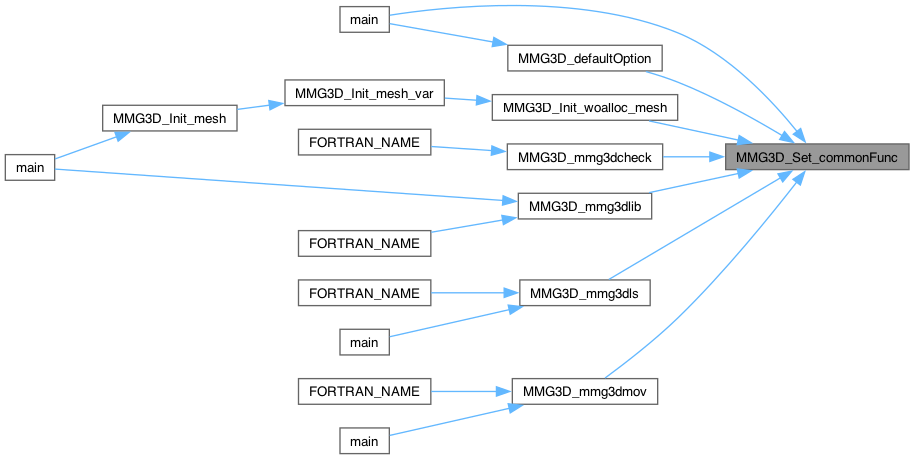 main
MMG3D_defaultOption
MMG3D_Init_mesh_var
MMG3D_Init_woalloc_mesh
MMG3D_Init_mesh
FORTRAN_NAME
MMG3D_mmg3dcheck
MMG3D_Set_commonFunc
main
MMG3D_mmg3dlib
FORTRAN_NAME
FORTRAN_NAME
MMG3D_mmg3dls
main
FORTRAN_NAME
MMG3D_mmg3dmov
main